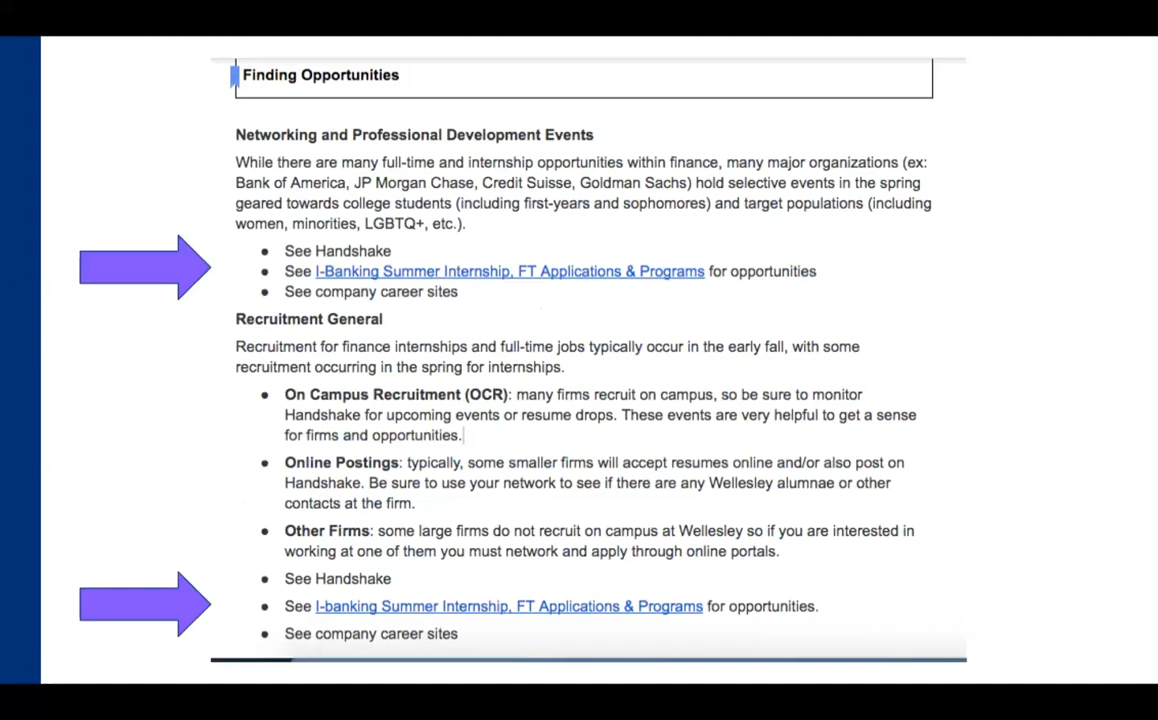 Finding Opportunities
Networking and Professional Development Events
While there are many full-time and internship opportunities within finance, many major organizations (ex:
Bank of America, JP Morgan Chase, Credit Suisse, Goldman Sachs) hold selective events in the spring
geared towards college students (including first-years and sophomores) and target populations (including
women, minorities, LGBTQ+, etc.).
● See Handshake
● See I-Banking Summer Internship, FT Applications & Programs for opportunities
● See company career sites
Recruitment General
Recruitment for finance internships and full-time jobs typically occur in the early fall, with some
recruitment occurring in the spring for internships.
● On Campus Recruitment (OCR): many firms recruit on campus, so be sure to monitor
Handshake for upcoming events or resume drops. These events are very helpful to get a sense
for firms and opportunities.
● Online Postings: typically, some smaller firms will accept resumes online and/or also post on
Handshake. Be sure to use your network to see if there are any Wellesley alumnae or other
contacts at the firm.
● Other Firms: some large firms do not recruit on campus at Wellesley so if you are interested in
working at one of them you must network and apply through online portals.
● See Handshake
● See I-banking Summer Internship, FT Applications & Programs for opportunities.
● See company career sites